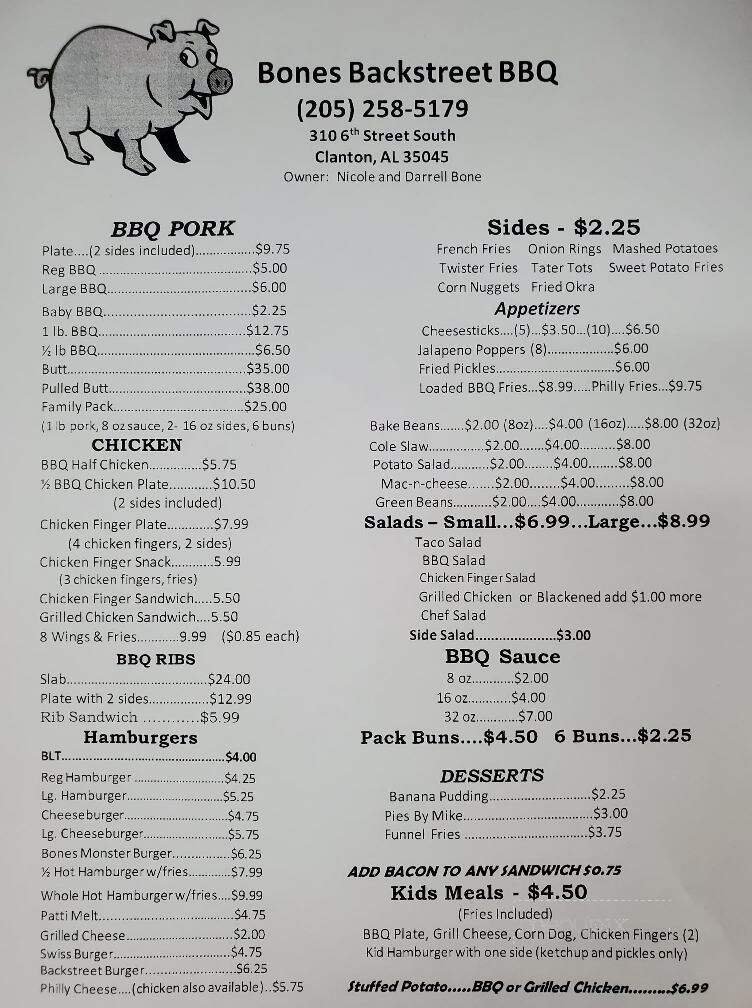 Bones Backstreet BBQ
(205) 258-5179
310 6th Street South
Clanton, AL 35045
Owner: Nicole and Darrell Bone
BBQ PORK
Plate....(2 sides included)...............$9.75
Reg BBQ .....................................$5.00
Large BBQ...................................$6.00
Baby BBQ....................................$2.25
1 lb. BBQ....................................$12.75
½ lb BBQ......................................$6.50
Butt...........................................$35.00
Pulled Butt.................................$38.00
Family Pack...............................$25.00
(1 lb pork, 8 oz sauce, 2- 16 oz sides, 6 buns)
CHICKEN
BBQ Half Chicken.............$5.75
½ BBQ Chicken Plate..........$10.50
(2 sides included)
Chicken Finger Plate...........$7.99
(4 chicken fingers, 2 sides)
Chicken Finger Snack...........5.99
(3 chicken fingers, fries)
Chicken Finger Sandwich.....5.50
Grilled Chicken Sandwich....5.50
8 Wings & Fries..........9.99 ($0.85 each)
BBQ RIBS
Slab..................................$24.00
Plate with 2 sides...............$12.99
Rib Sandwich ............$5.99
Hamburgers
BLT.............................................$4.00
Reg Hamburger ......................$4.25
Lg. Hamburger........................$5.25
Cheeseburger..........................$4.75
Lg. Cheeseburger.....................$5.75
Bones Monster Burger..............$6.25
½ Hot Hamburger w/fries...........$7.99
Whole Hot Hamburger w/fries....$9.99
Patti Melt.................................$4.75
Grilled Cheese...........................$2.00
Swiss Burger.............................$4.75
Backstreet Burger......................$6.25
Philly Cheese....(chicken also available)..$5.75
Sides - $2.25
French Fries Onion Rings Mashed Potatoes
Twister Fries Tater Tots Sweet Potato Fries
Corn Nuggets Fried Okra
Appetizers
Cheesesticks....(5)...$3.50...(10)....$6.50
Jalapeno Poppers (8)..................$6.00
Fried Pickles...................................$6.00
Loaded BBQ Fries...$8.99.....Philly Fries...$9.75
Bake Beans.......$2.00 (8oz)....$4.00 (16oz).....$8.00 (32oz)
Cole Slaw...............$2.00.......$4.00.........$8.00
Potato Salad..........$2.00........$4.00........$8.00
Mac-n-cheese.......$2.00........$4.00.........$8.00
Green Beans..........$2.00....$4.00............$8.00
Salads – Small...$6.99...Large...$8.99
Taco Salad
BBQ Salad
Chicken Finger Salad
Grilled Chicken or Blackened add $1.00 more
Chef Salad
Side Salad......................$3.00
BBQ Sauce
8 oz............$2.00
16 oz............$4.00
32 oz............$7.00
Pack Buns....$4.50 6 Buns...$2.25
DESSERTS
Banana Pudding.............................$2.25
Pies By Mike.....................................$3.00
Funnel Fries ..............................$3.75
ADD BACON TO ANY SANDWICH $0.75
Kids Meals - $4.50
(Fries Included)
BBQ Plate, Grill Cheese, Corn Dog, Chicken Fingers (2)
Kid Hamburger with one side (ketchup and pickles only)
Stuffed Potato.....BBQ or Grilled Chicken.........$6.99